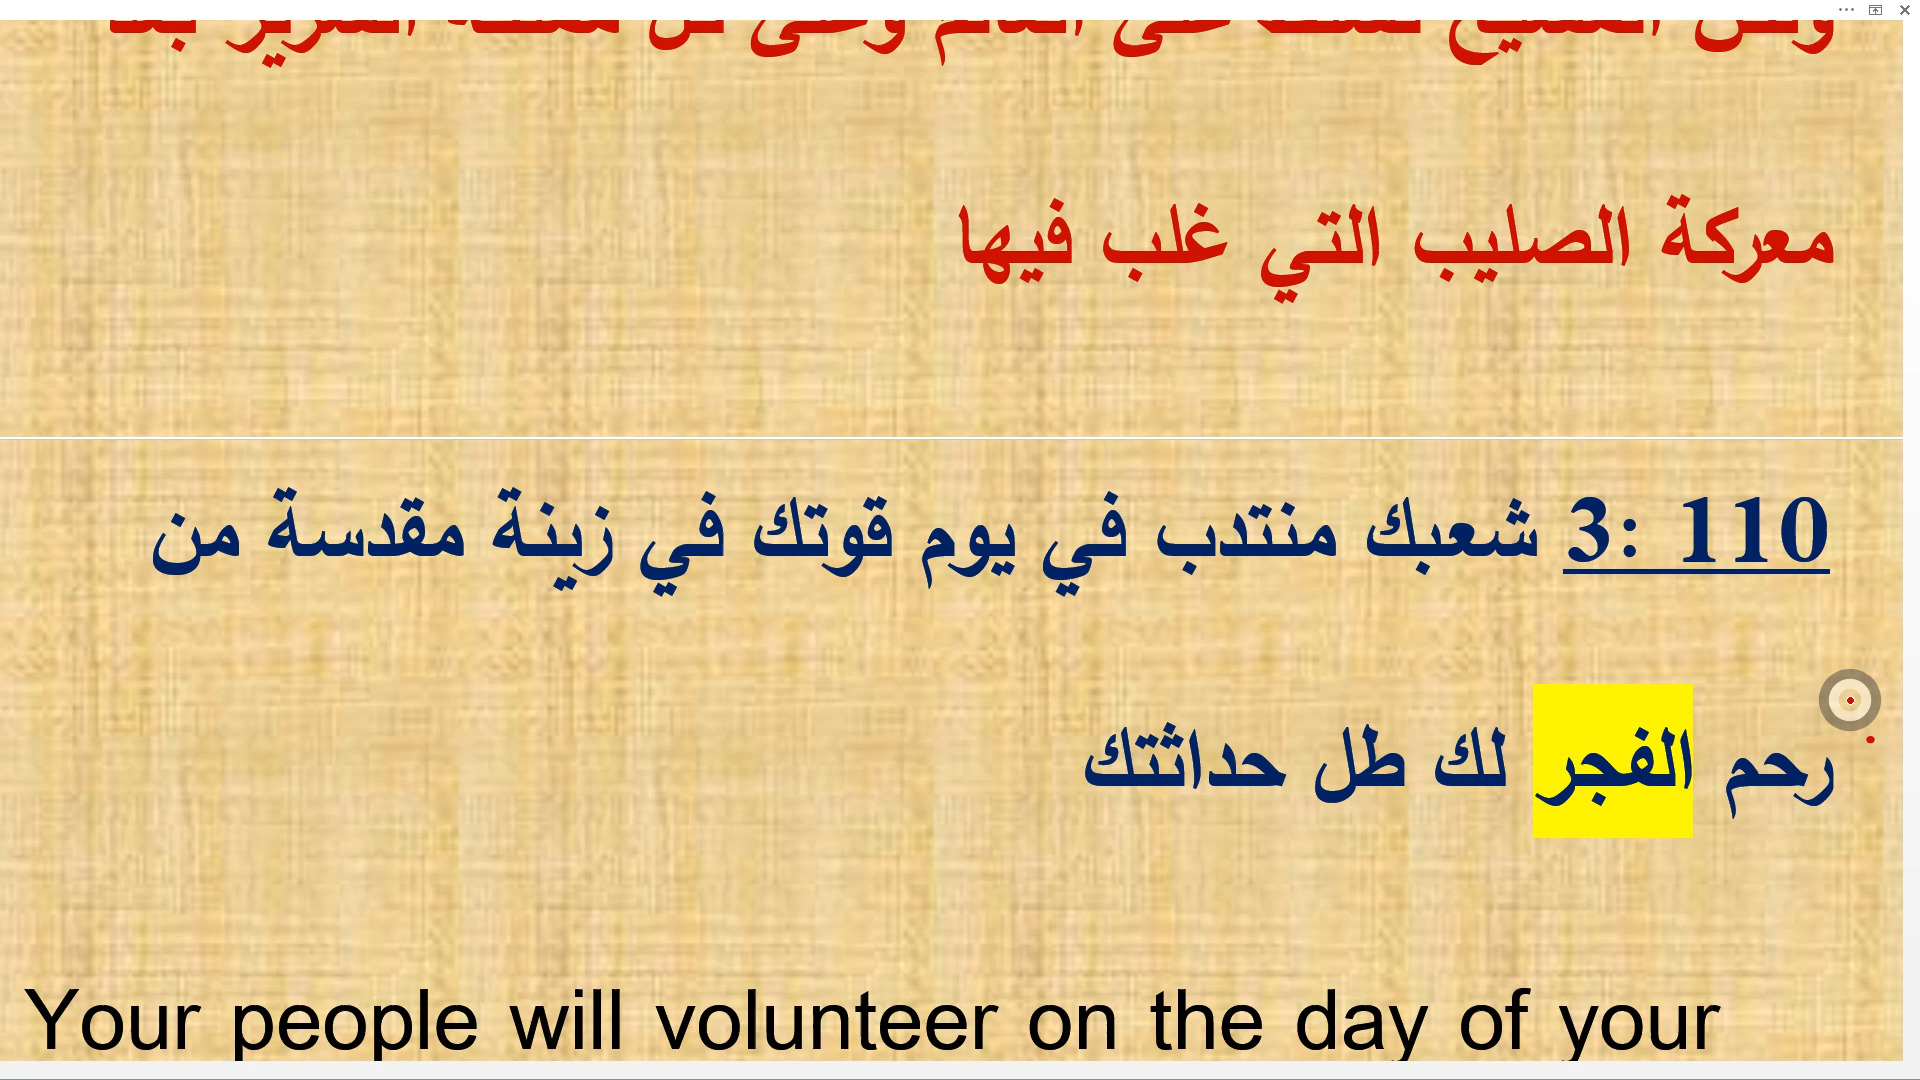 معركة الصليب التي غلب فيها
110 :3 شعبك منتدب في يوم قوتك في زينة مقدسة من
رحم الفجر لك طل حداثتك
Your people will volunteer on the day of your